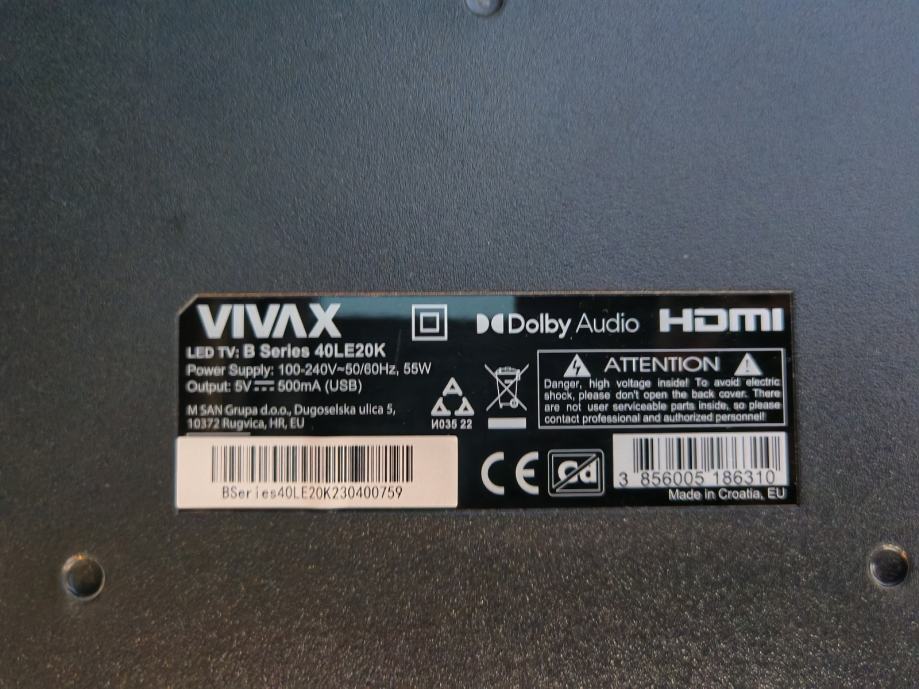 VIVAX
LED TV: B Series 40LE20K
Power Supply: 100-240V~50/60Hz, 55W
Output: 5V⎓500mA (USB)
M SAN Grupa d.o.o., Dugoselska ulica 5,
10372 Rugvica, HR, EU
И035 22
Dolby Audio
HDMI
ATTENTION
Danger, high voltage inside! To avoid electric
shock, please don't open the back cover. There
are not user serviceable parts inside, so please
contact professional and authorized personnel!
BSeries40LE20K230400759
CE
Cd
3 856005 186310
Made in Croatia, EU